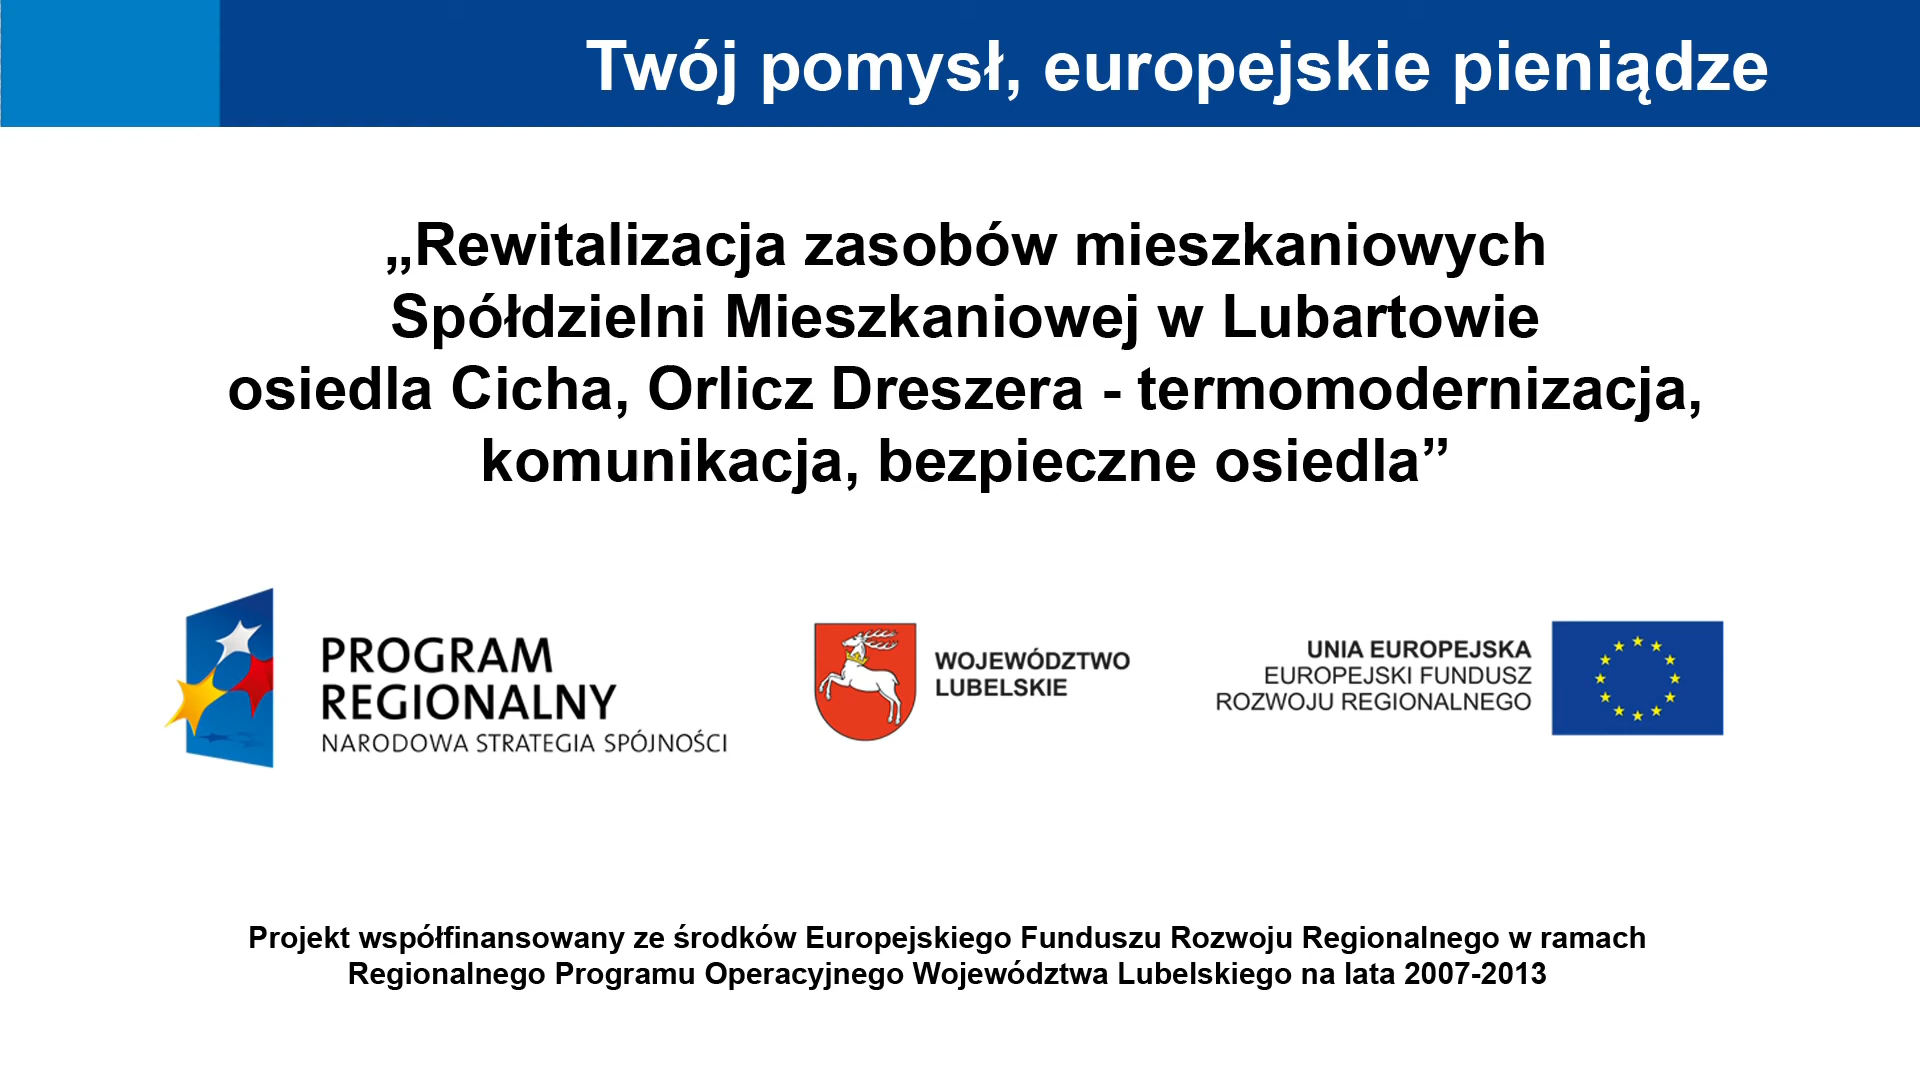 Twój pomysł, europejskie pieniądze
„Rewitalizacja zasobów mieszkaniowych
Spółdzielni Mieszkaniowej w Lubartowie
osiedla Cicha, Orlicz Dreszera - termomodernizacja,
komunikacja, bezpieczne osiedla”
PROGRAM
REGIONALNY
NARODOWA STRATEGIA SPÓJNOŚCI
WOJEWÓDZTWO
LUBELSKIE
UNIA EUROPEJSKA
EUROPEJSKI FUNDUSZ
ROZWOJU REGIONALNEGO
Projekt współfinansowany ze środków Europejskiego Funduszu Rozwoju Regionalnego w ramach
Regionalnego Programu Operacyjnego Województwa Lubelskiego na lata 2007-2013